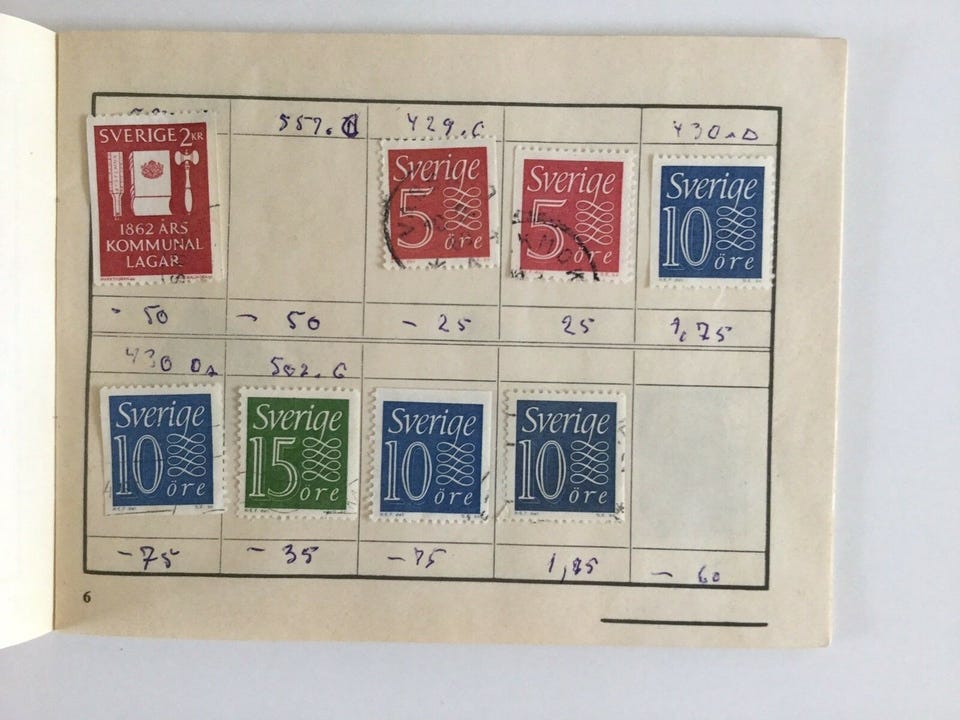 557.
429.C
430
SVERIGE 2 KR
1862 ÅRS
KOMMUNAL
LAGAR
Sverige
5
öre
Sverige
5
öre
Sverige
10
öre
- 50
- 50
- 25
25
1,75
430
502.C
Sverige
10
öre
Sverige
15
öre
Sverige
10
öre
Sverige
10
öre
- 75
- 35
- 75
- 60
6